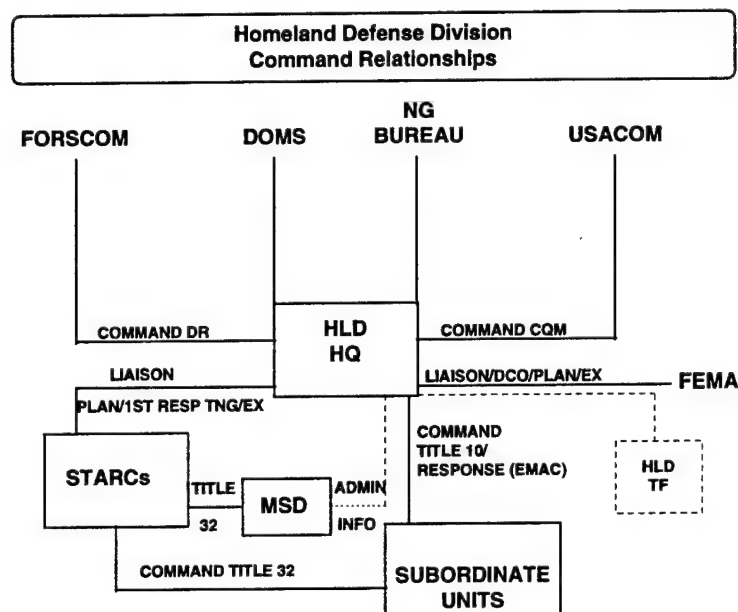 Homeland Defense Division
Command Relationships
FORSCOM
DOMS
NG
BUREAU
USACOM
COMMAND DR
HLD
HQ
COMMAND CQM
LIAISON
LIAISON/DCO/PLAN/EX
FEMA
PLAN/1ST RESP TNG/EX
STARCs
TITLE
32
MSD
ADMIN
INFO
COMMAND
TITLE 10/
RESPONSE (EMAC)
HLD
TF
COMMAND TITLE 32
SUBORDINATE
UNITS